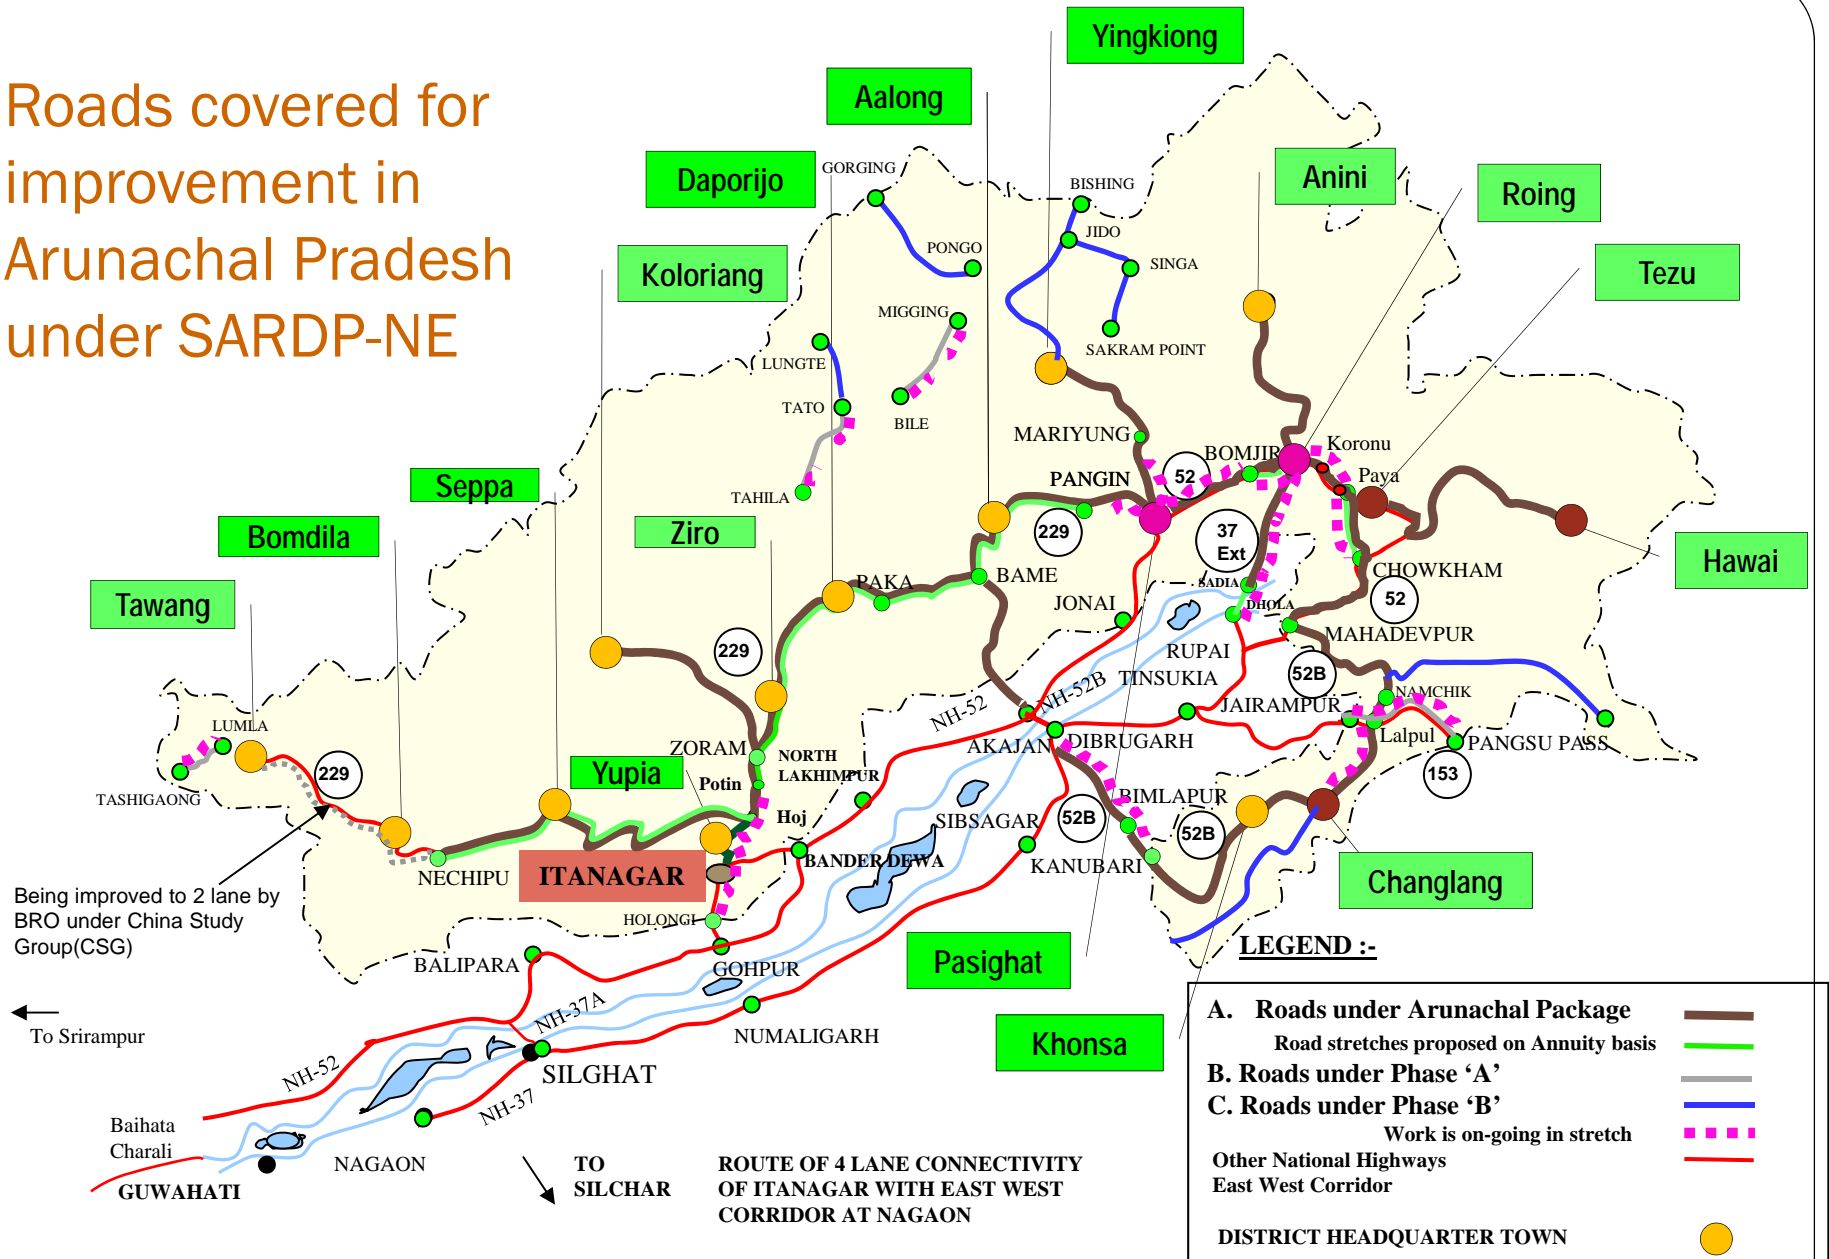 Roads covered for
improvement in
Arunachal Pradesh
under SARDP-NE
Yingkiong
Aalong
Daporijo
GORGING
BISHING
Anini
Roing
Koloriang
PONGO
JIDO
SINGA
Tezu
MIGGING
LUNGTE
SAKRAM POINT
TATO
BILE
MARIYUNG
BOMJIR
Koronu
Paya
PANGIN
52
TAHILA
Seppa
Bomdila
Ziro
229
37
Ext
Hawai
Tawang
PAKA
BAME
SADIA
CHOWKHAM
JONAI
DHOLA
52
MAHADEVPUR
229
RUPAI
TINSUKIA
52B
NH-52
NH-52B
JAIRAMPUR
NAMCHIK
LUMLA
ZORAM
NORTH
LAKHIMPUR
AKAJAN
DIBRUGARH
Lalpul
PANGSU PASS
229
Yupia
Potin
153
TASHIGAONG
Hoj
SIBSAGAR
52B
BIMLAPUR
52B
NECHIPU
ITANAGAR
BANDER DEWA
KANUBARI
Changlang
Being improved to 2 lane by
BRO under China Study
Group(CSG)
HOLONGI
BALIPARA
GOHPUR
Pasighat
LEGEND :-
To Srirampur
NH-37A
NUMALIGARH
Khonsa
NH-52
SILGHAT
NH-37
Baihata
Charali
NAGAON
GUWAHATI
TO
SILCHAR
ROUTE OF 4 LANE CONNECTIVITY
OF ITANAGAR WITH EAST WEST
CORRIDOR AT NAGAON
A. Roads under Arunachal Package
Road stretches proposed on Annuity basis
B. Roads under Phase ‘A’
C. Roads under Phase ‘B’
Work is on-going in stretch
Other National Highways
East West Corridor
DISTRICT HEADQUARTER TOWN